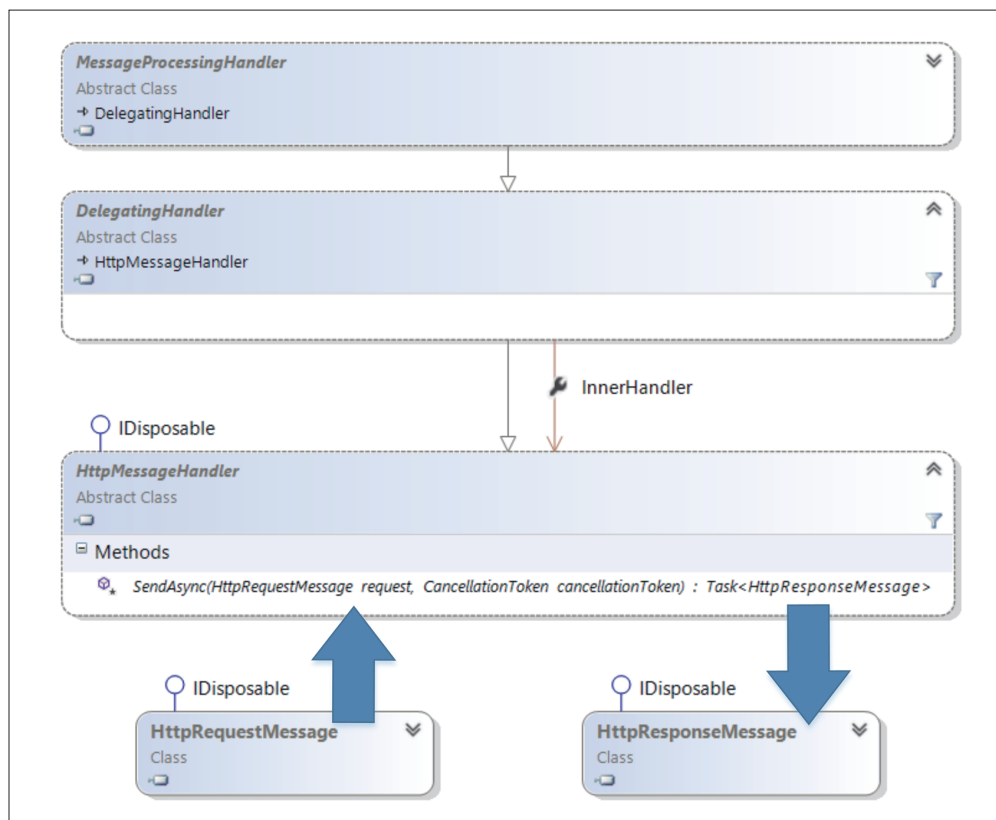 MessageProcessingHandler
Abstract Class
DelegatingHandler
DelegatingHandler
Abstract Class
HttpMessageHandler
InnerHandler
IDisposable
HttpMessageHandler
Abstract Class
Methods
SendAsync(HttpRequestMessage request, CancellationToken cancellationToken) : Task<HttpResponseMessage>
IDisposable
IDisposable
HttpRequestMessage
Class
HttpResponseMessage
Class